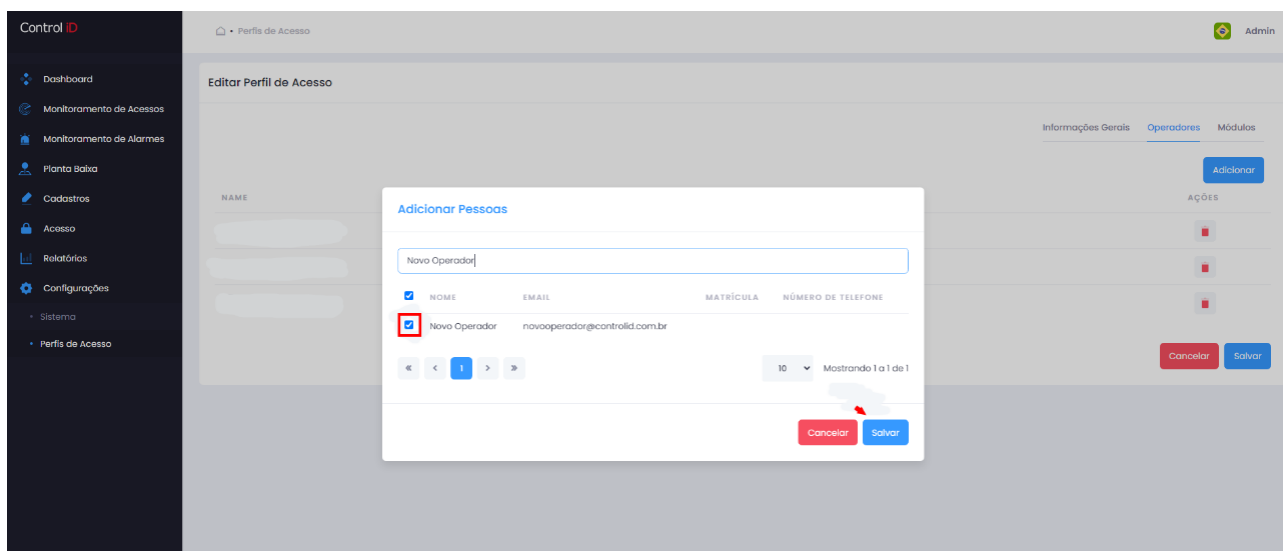 Control iD
Perfis de Acesso
Admin
Dashboard
Monitoramento de Acessos
Monitoramento de Alarmes
Planta Baixa
Cadastros
Acesso
Relatórios
Configurações
Sistema
Perfis de Acesso
Editar Perfil de Acesso
Informações Gerais Operadores Módulos
Adicionar
NAME AÇÕES
Cancelar Salvar
Adicionar Pessoas
Novo Operador
NOME EMAIL MATRÍCULA NÚMERO DE TELEFONE
Novo Operador novooperador@controlid.com.br
« < 1 > » 10 Mostrando 1 a 1 de 1
Cancelar Salvar